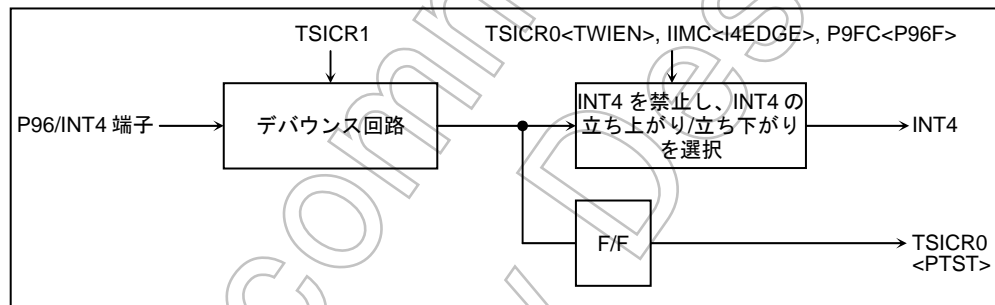 TSICR1
TSICR0<TWIEN>, IIMC<I4EDGE>, P9FC<P96F>
P96/INT4 端子
デバウンス回路
INT4 を禁止し、INT4 の
立ち上がり/立ち下がり
を選択
INT4
F/F
TSICR0
<PTST>